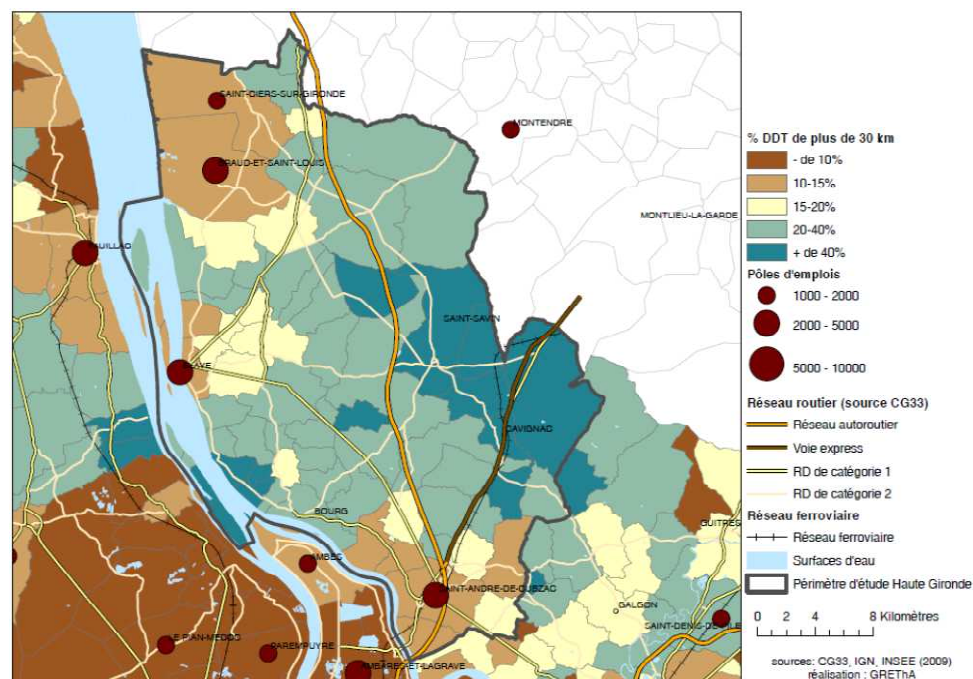 SAINT-CIERS-SUR-GIRONDE
MONTENDRE
BRAUD-ET-SAINT-LOUIS
MONTLIEU-LA-GARDE
PAUILLAC
SAINT-SAVIN
BLAYE
CAVIGNAC
BOURG
GUITRES
AMBES
SAINT-ANDRE-DE-CUBZAC
GALGON
SAINT-DENIS-DE-PILE
LE PIAN-MEDOC
PAREMPUYRE
AMBARES-ET-LAGRAVE
% DDT de plus de 30 km
- de 10%
10-15%
15-20%
20-40%
+ de 40%
Pôles d'emplois
1000 - 2000
2000 - 5000
5000 - 10000
Réseau routier (source CG33)
Réseau autoroutier
Voie express
RD de catégorie 1
RD de catégorie 2
Réseau ferroviaire
Réseau ferroviaire
Surfaces d'eau
Périmètre d'étude Haute Gironde
0 2 4 8 Kilomètres
sources: CG33, IGN, INSEE (2009)
réalisation : GREThA